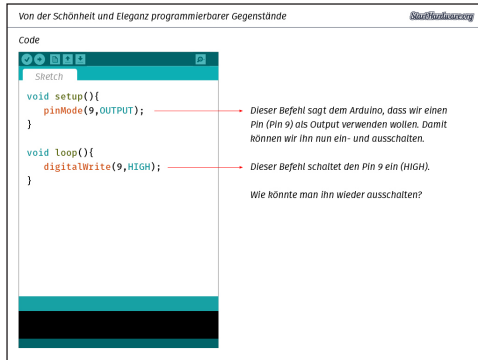 Von der Schönheit und Eleganz programmierbarer Gegenstände
StartHardware.org
Code
Sketch
void setup(){
pinMode(9,OUTPUT);
}
void loop(){
digitalWrite(9,HIGH);
}
Dieser Befehl sagt dem Arduino, dass wir einen
Pin (Pin 9) als Output verwenden wollen. Damit
können wir ihn nun ein- und ausschalten.
Dieser Befehl schaltet den Pin 9 ein (HIGH).
Wie könnte man ihn wieder ausschalten?